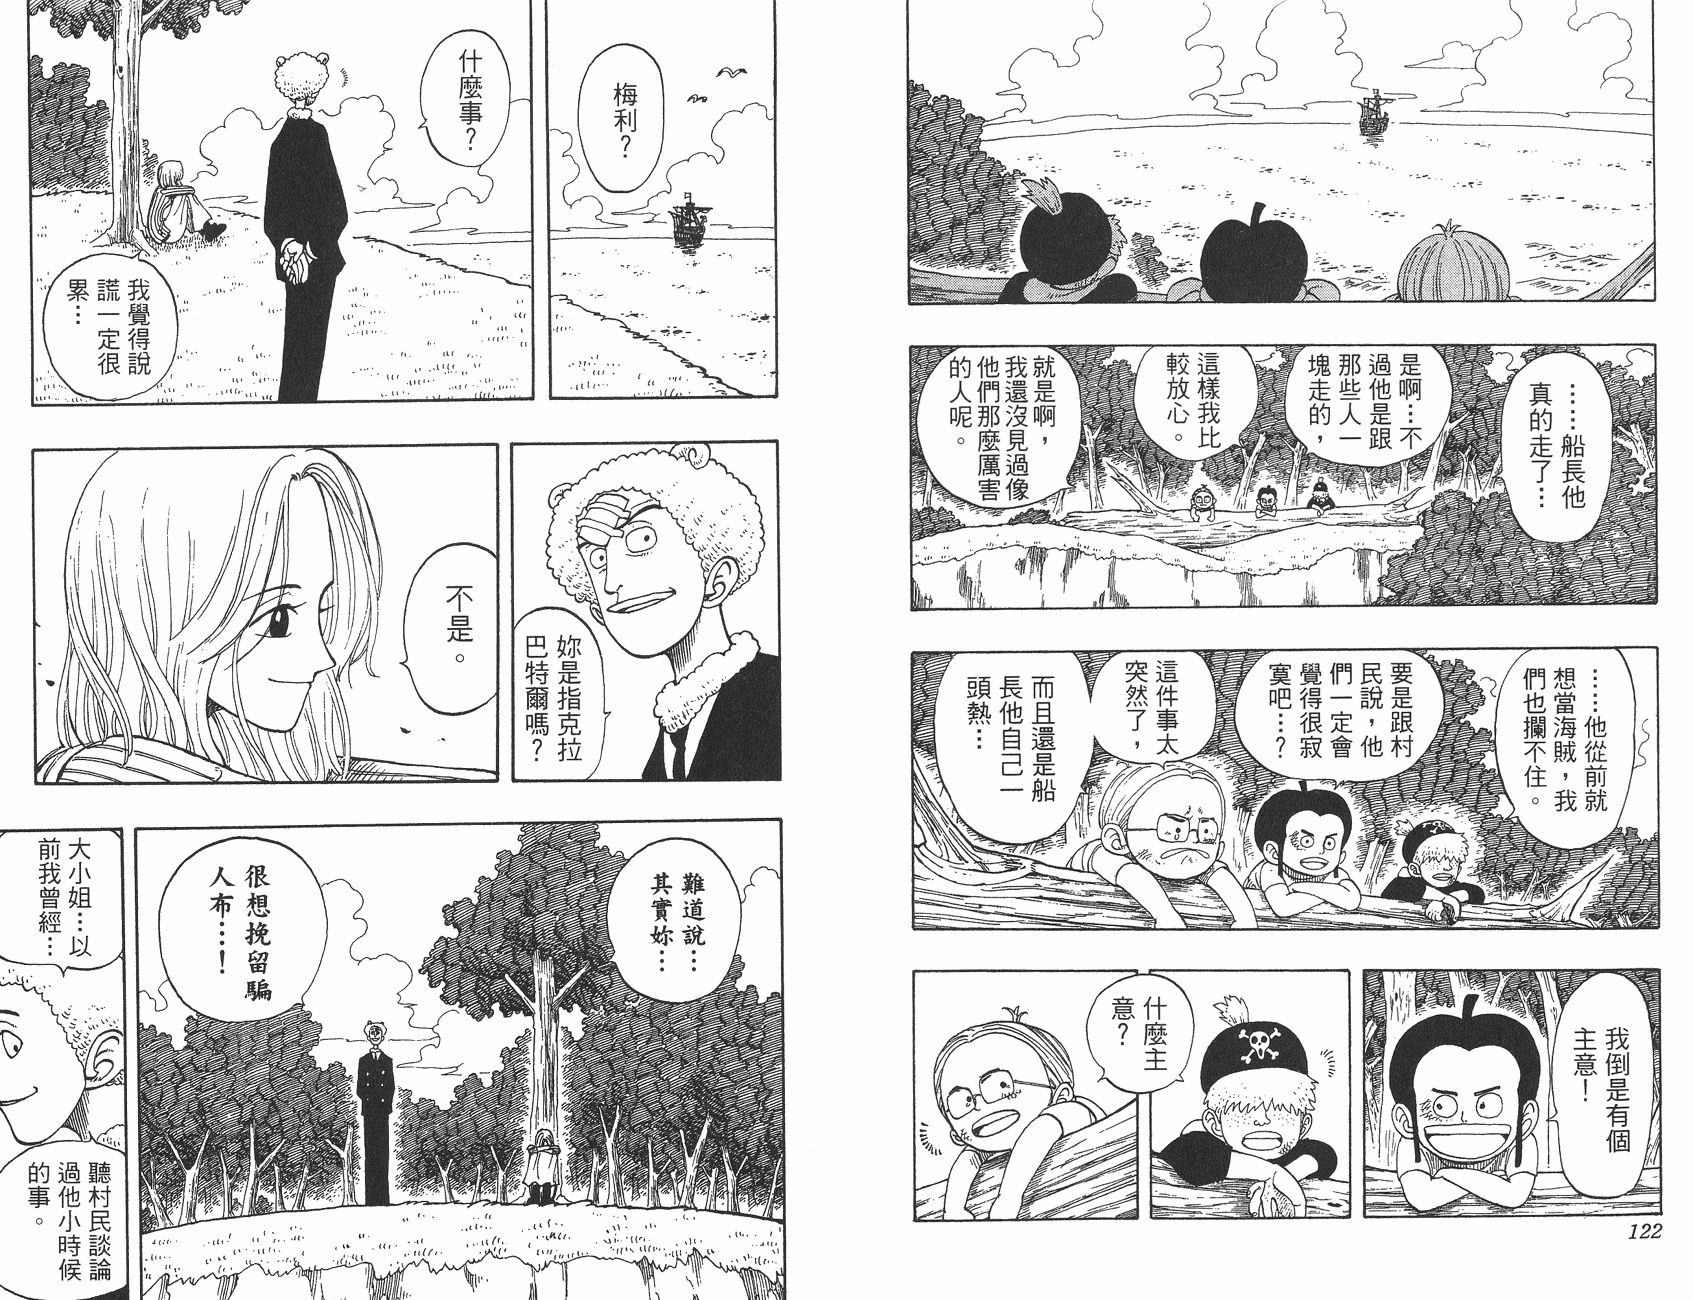 ……船長他
真的走了…
是啊…不
過他是跟
那些人一
塊走的，
這樣我比
較放心。
就是啊，
我還沒見過像
他們那麼厲害
的人呢。
……他從前就
想當海賊，我
們也攔不住。
要是跟村
民說，他
們一定會
覺得很寂
寞吧…？
這件事太
突然了，
而且還是船
長他自己一
頭熱…
我倒是有個
主意！
什麼主
意？
122
梅利？
什麼事？
我覺得說
謊一定很
累…
妳是指克拉
巴特爾嗎？
不是。
難道說…
其實妳…
很想挽留騙
人布…！
大小姐…以
前我曾經…
聽村民談論
過他小時候
的事。